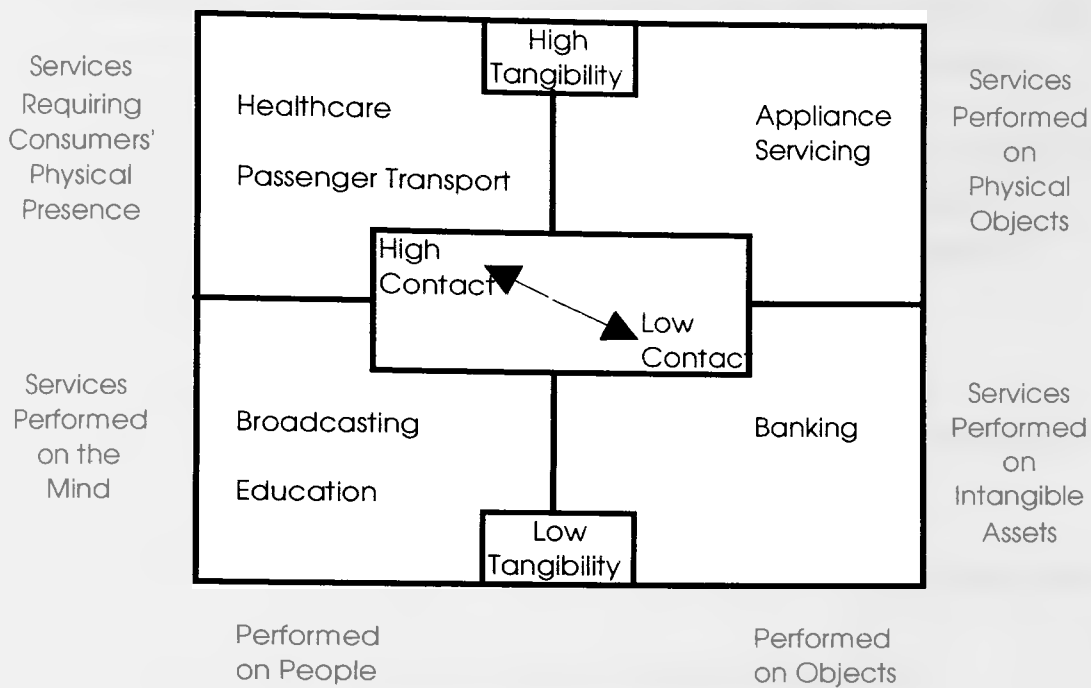 Services
Requiring
Consumers'
Physical
Presence
High
Tangibility
Healthcare
Passenger Transport
Appliance
Servicing
Services
Performed
on
Physical
Objects
High
Contact
Low
Contact
Services
Performed
on the
Mind
Broadcasting
Education
Banking
Services
Performed
on
Intangible
Assets
Low
Tangibility
Performed
on People
Performed
on Objects